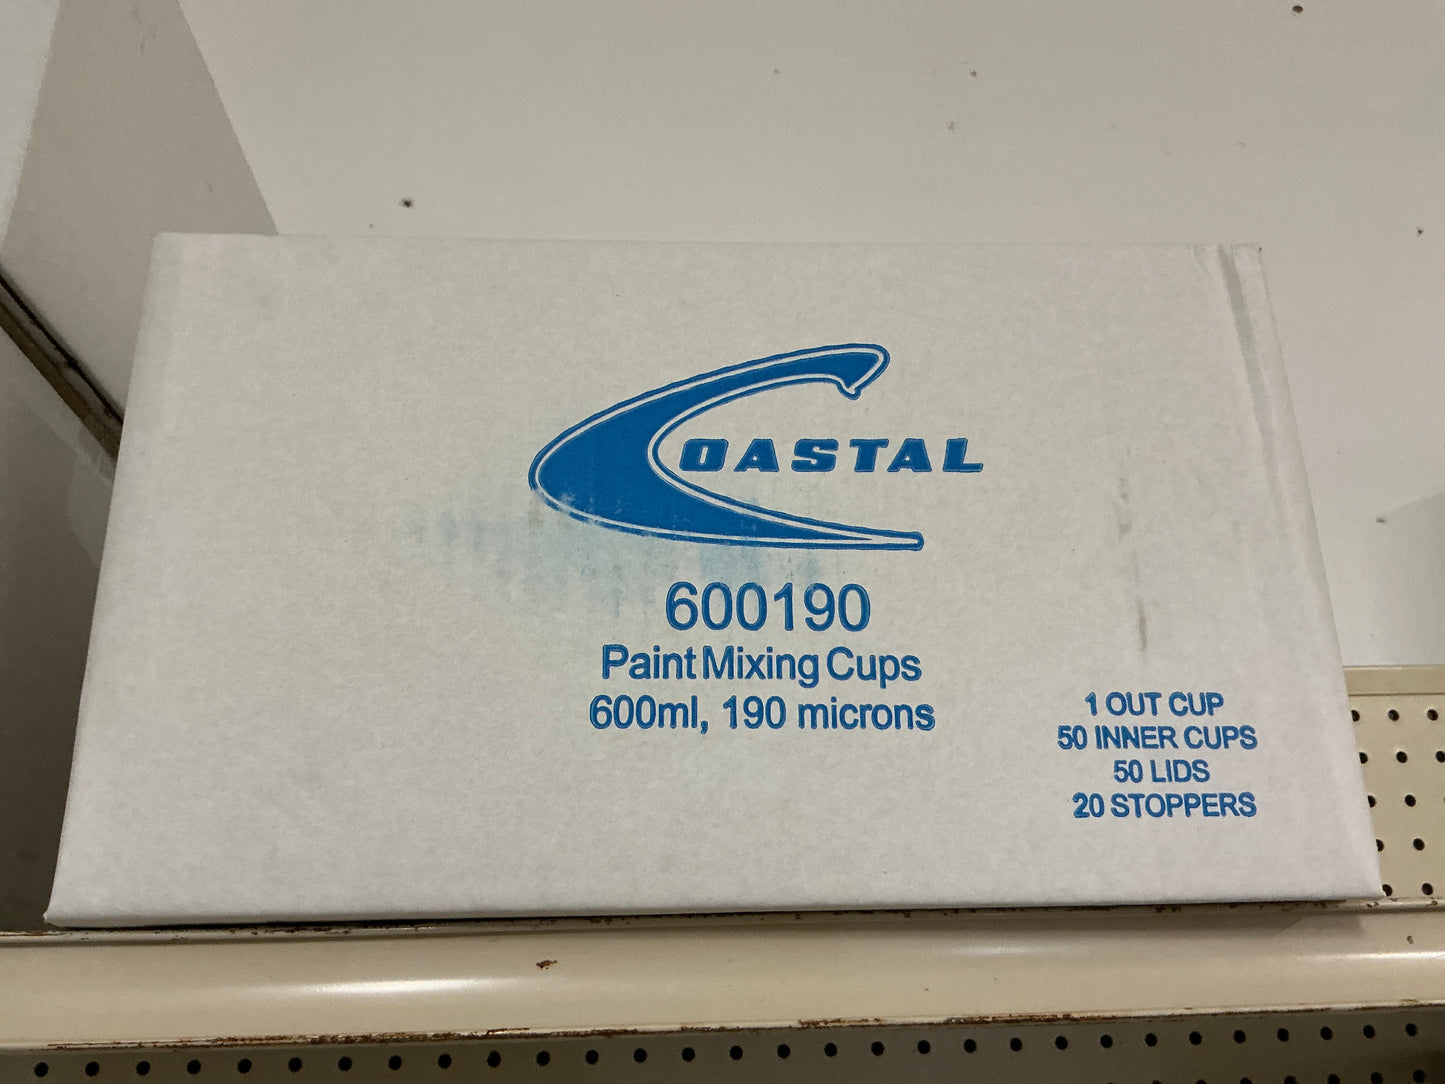 COASTAL
600190
Paint Mixing Cups
600ml, 190 microns
1 OUT CUP
50 INNER CUPS
50 LIDS
20 STOPPERS